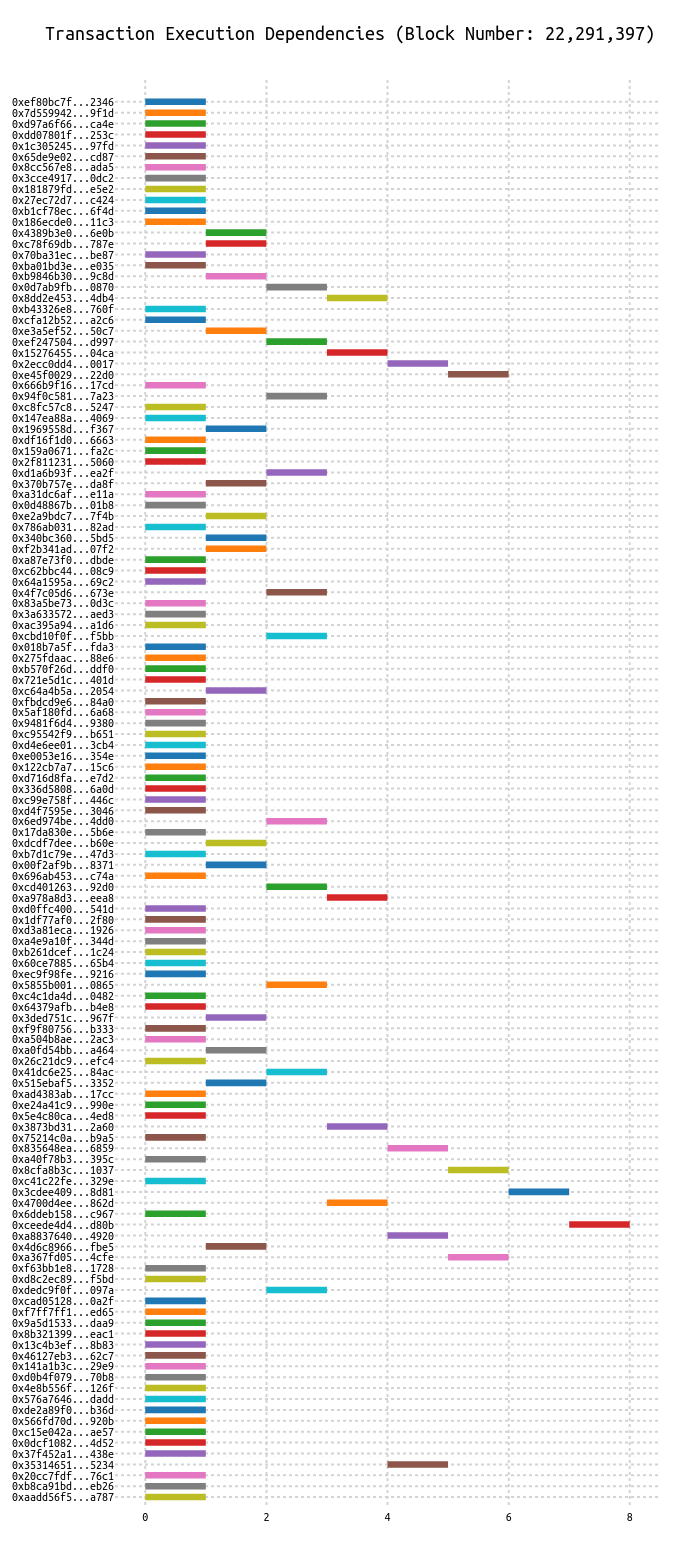 Transaction Execution Dependencies (Block Number: 22,291,397)
0xef80bc7f...2346
0x7d559942...9f1d
0xd97a6f66...ca4e
0xdd07801f...253c
0x1c305245...97fd
0x65de9e02...cd87
0x8cc567e8...ada5
0x3cce4917...0dc2
0x181879fd...e5e2
0x27ec72d7...c424
0xb1cf78ec...6f4d
0x186ecde0...11c3
0x4389b3e0...6e0b
0xc78f69db...787e
0x70ba31ec...be87
0xba01bd3e...e035
0xb9846b30...9c8d
0x0d7ab9fb...0870
0x8dd2e453...4db4
0xb43326e8...760f
0xcfa12b52...a2c6
0xe3a5ef52...50c7
0xef247504...d997
0x15276455...04ca
0x2ecc0dd4...0017
0xe45f0029...22d0
0x666b9f16...17cd
0x94f0c581...7a23
0xc8fc57c8...5247
0x147ea88a...4069
0x1969558d...f367
0xdf16f1d0...6663
0x159a0671...fa2c
0x2f811231...5060
0xd1a6b93f...ea2f
0x370b757e...da8f
0xa31dc6af...e11a
0x0d48867b...01b8
0xe2a9bdc7...7f4b
0x786ab031...82ad
0x340bc360...5bd5
0xf2b341ad...07f2
0xa87e73f0...dbde
0xc62bbc44...08c9
0x64a1595a...69c2
0x4f7c05d6...673e
0x83a5be73...0d3c
0x3a633572...aed3
0xac395a94...a1d6
0xcbd10f0f...f5bb
0x018b7a5f...fda3
0x275fdaac...88e6
0xb570f26d...ddf0
0x721e5d1c...401d
0xc64a4b5a...2054
0xfbdcd9e6...84a0
0x5af180fd...6a68
0x9481f6d4...9380
0xc95542f9...b651
0xd4e6ee01...3cb4
0xe0053e16...354e
0x122cb7a7...15c6
0xd716d8fa...e7d2
0x336d5808...6a0d
0xc99e758f...446c
0xd4f7595e...3046
0x6ed974be...4dd0
0x17da830e...5b6e
0xdcdf7dee...b60e
0xb7d1c79e...47d3
0x00f2af9b...8371
0x696ab453...c74a
0xcd401263...92d0
0xa978a8d3...eea8
0xd0ffc400...541d
0x1df77af0...2f80
0xd3a81eca...1926
0xa4e9a10f...344d
0xb261dcef...1c24
0x60ce7885...65b4
0xec9f98fe...9216
0x5855b001...0865
0xc4c1da4d...0482
0x64379afb...b4e8
0x3ded751c...967f
0xf9f80756...b333
0xa504b8ae...2ac3
0xa0fd54bb...a464
0x26c21dc9...efc4
0x41dc6e25...84ac
0x515ebaf5...3352
0xad4383ab...17cc
0xe24a41c9...990e
0x5e4c80ca...4ed8
0x3873bd31...2a60
0x75214c0a...b9a5
0x835648ea...6859
0xa40f78b3...395c
0x8cfa8b3c...1037
0xc41c22fe...329e
0x3cdee409...8d81
0x4700d4ee...862d
0x6ddeb158...c967
0xceede4d4...d80b
0xa8837640...4920
0x4d6c8966...fbe5
0xa367fd05...4cfe
0xf63bb1e8...1728
0xd8c2ec89...f5bd
0xdedc9f0f...097a
0xcad05128...0a2f
0xf7ff7ff1...ed65
0x9a5d1533...daa9
0x8b321399...eac1
0x13c4b3ef...8b83
0x46127eb3...62c7
0x141a1b3c...29e9
0xd0b4f079...70b8
0x4e8b556f...126f
0x576a7646...dadd
0xde2a89f0...b36d
0x566fd70d...920b
0xc15e042a...ae57
0x0dcf1082...4d52
0x37f452a1...438e
0x35314651...5234
0x20cc7fdf...76c1
0xb8ca91bd...eb26
0xaadd56f5...a787
0 2 4 6 8